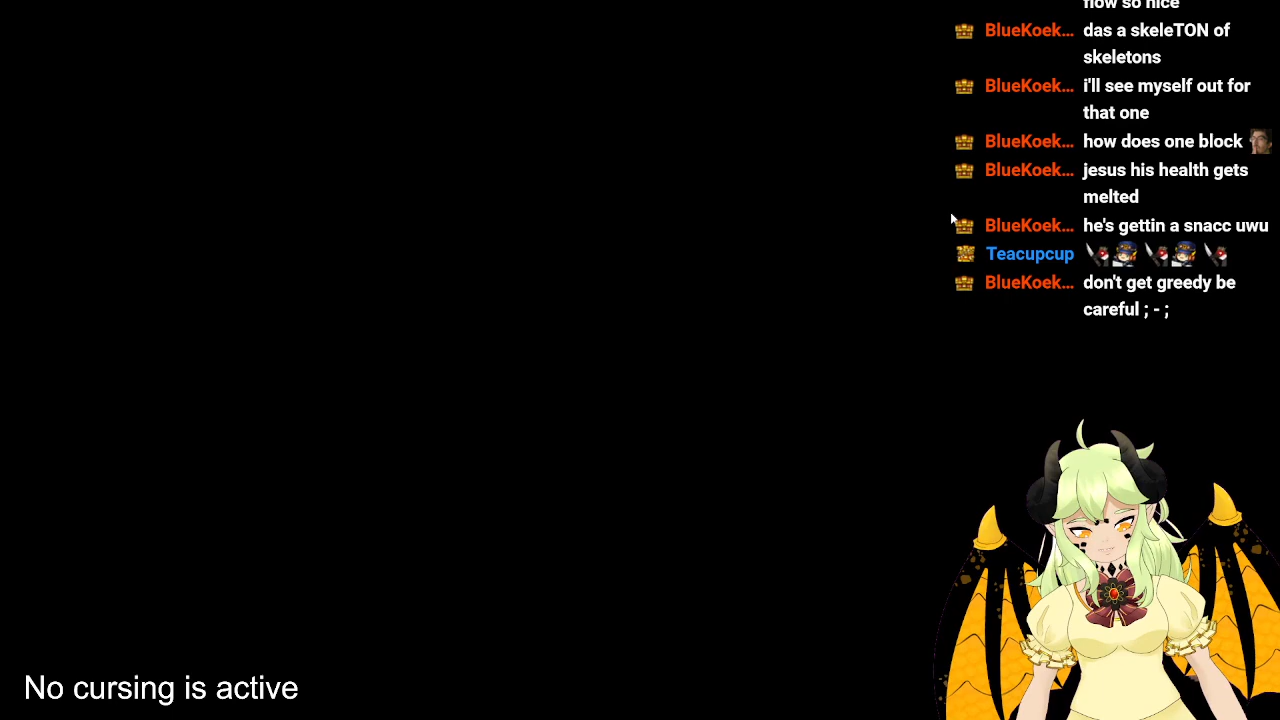 flow so nice
BlueKoek... das a skeleTON of
skeletons
BlueKoek... i'll see myself out for
that one
BlueKoek... how does one block
BlueKoek... jesus his health gets
melted
BlueKoek... he's gettin a snacc uwu
Teacupcup
BlueKoek... don't get greedy be
careful ; - ;
No cursing is active